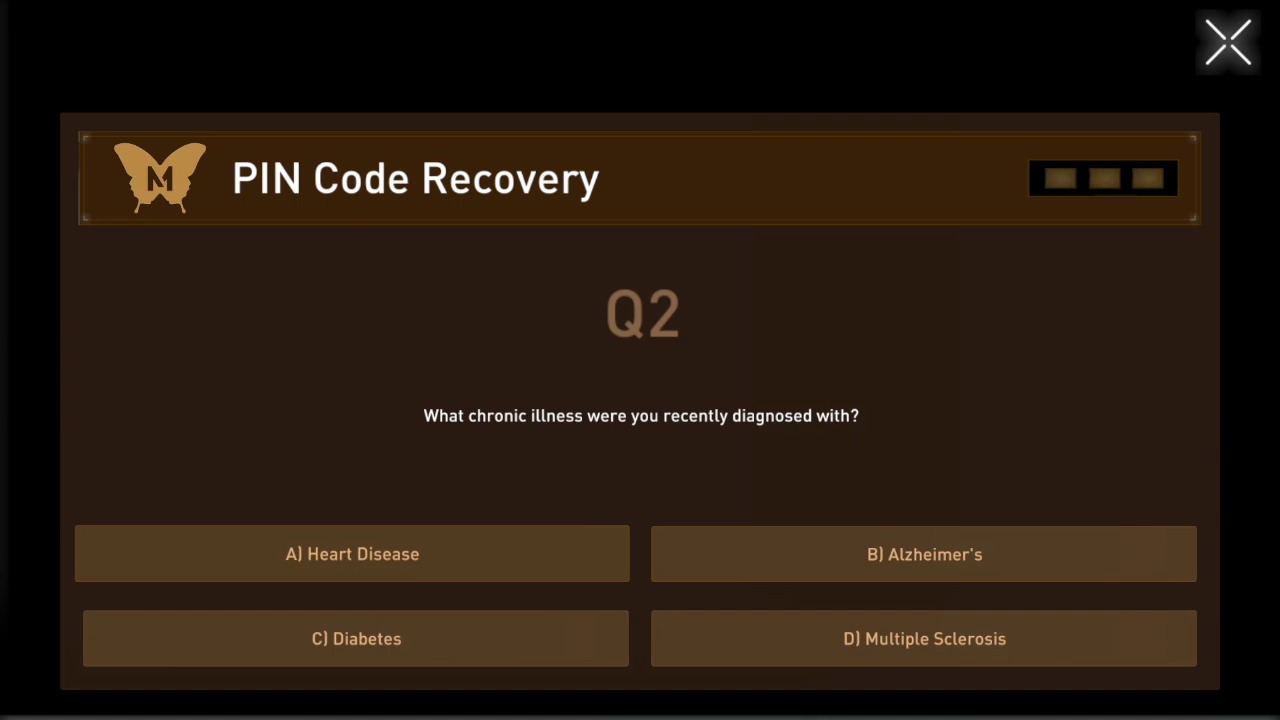 M
PIN Code Recovery
Q2
What chronic illness were you recently diagnosed with?
A) Heart Disease
B) Alzheimer's
C) Diabetes
D) Multiple Sclerosis